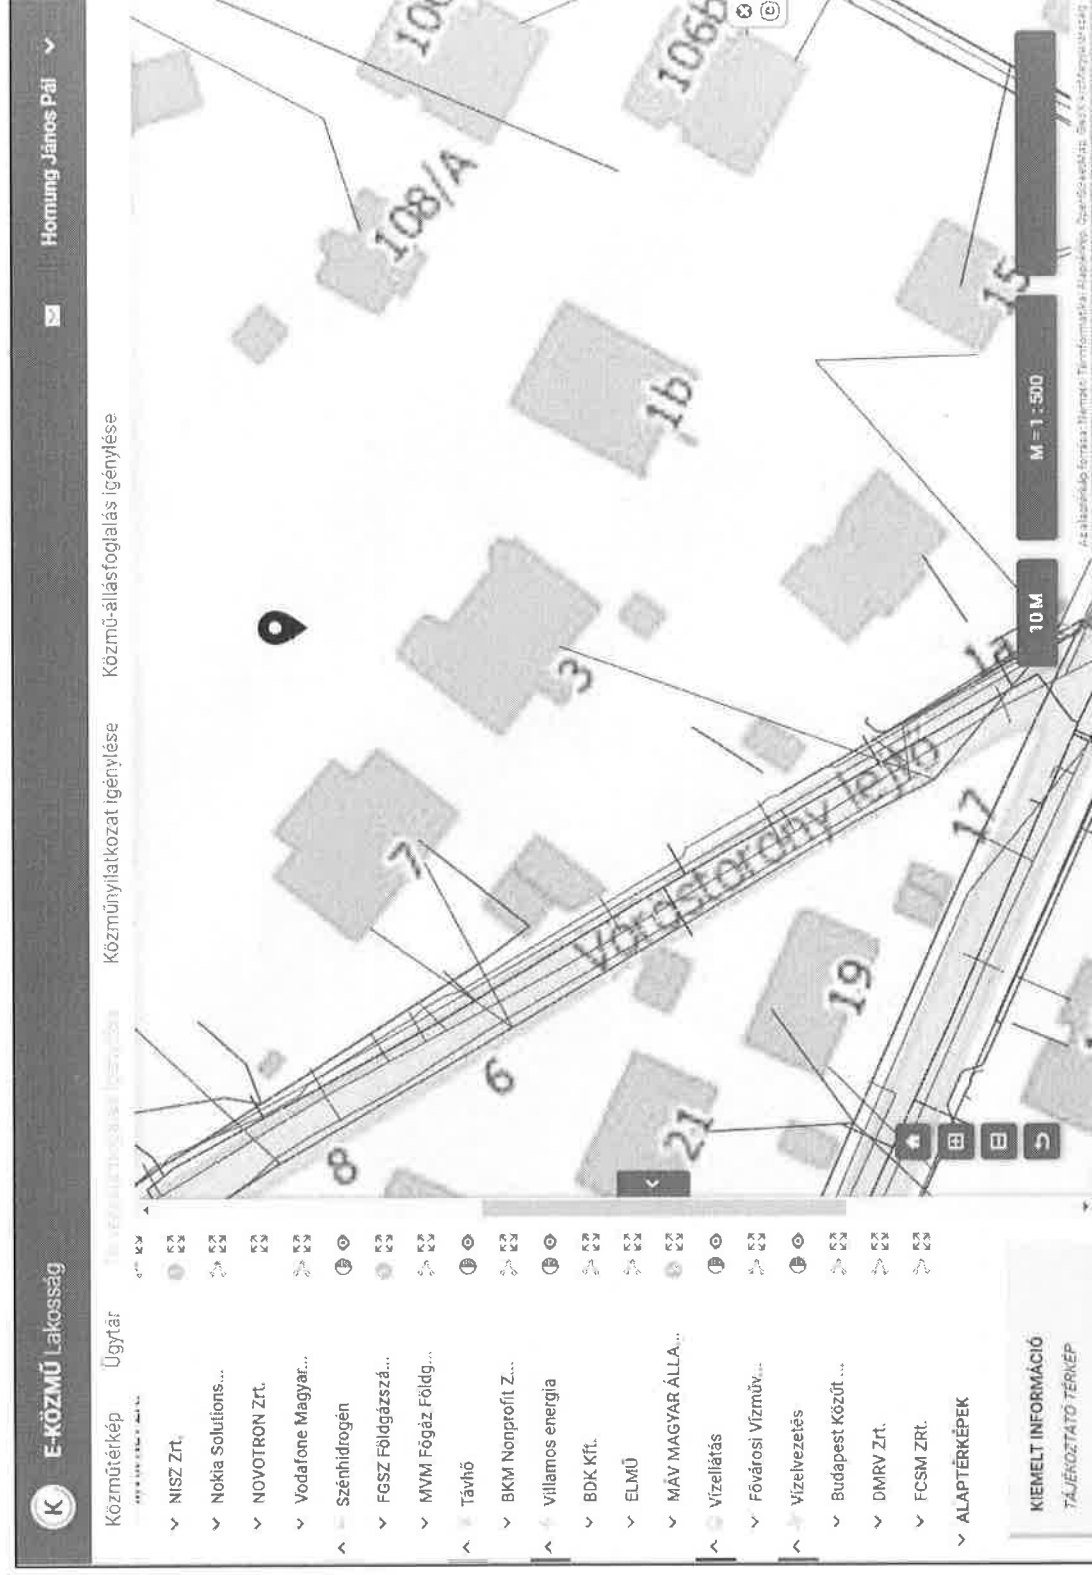 E-KÖZMŰ Lakosság
Hornung János Pál
Közműtérkép
Ügytár
Közműnyilatkozat igénylése
Közmű-állásfoglalás igénylése
NISZ Zrt.
Nokia Solutions...
NOVOTRON Zrt.
Vodafone Magyar...
Szénhidrogén
FGSZ Földgázszá...
MVM Főgáz Földg...
Távhő
BKM Nonprofit Z...
Villamos energia
BDK Kft.
ELMŰ
MÁV MAGYAR ÁLLA...
Vízellátás
Fővárosi Vízműv...
Vízelvezetés
Budapest Közút ...
DMRV Zrt.
FCSM ZRt.
ALAPTÉRKÉPEK
KIEMELT INFORMÁCIÓ
TÁJÉKOZTATÓ TÉRKÉP
106b
108/A
15
1b
3
1a
7
Vöröstorony lejtő
17
19
6
21
8
10 M
M = 1 : 500